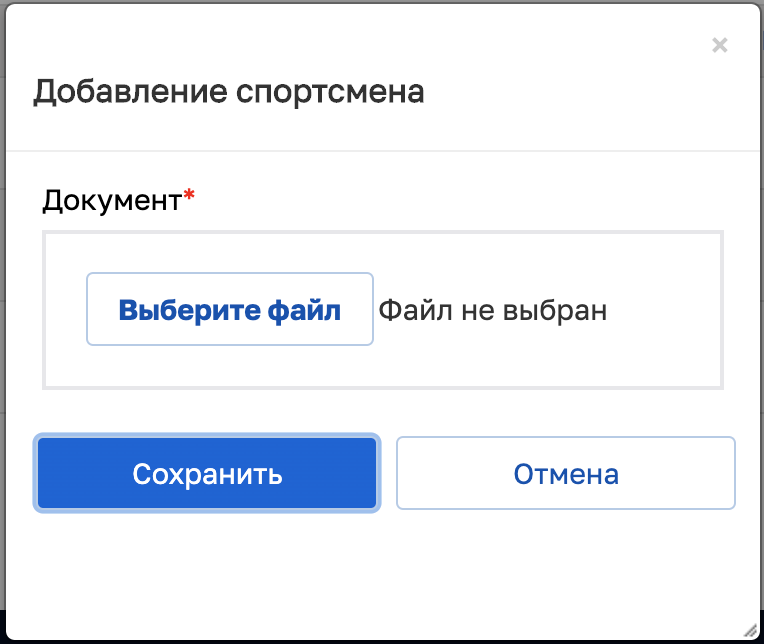 ×
Добавление спортсмена
Документ*
Выберите файл Файл не выбран
Сохранить Отмена